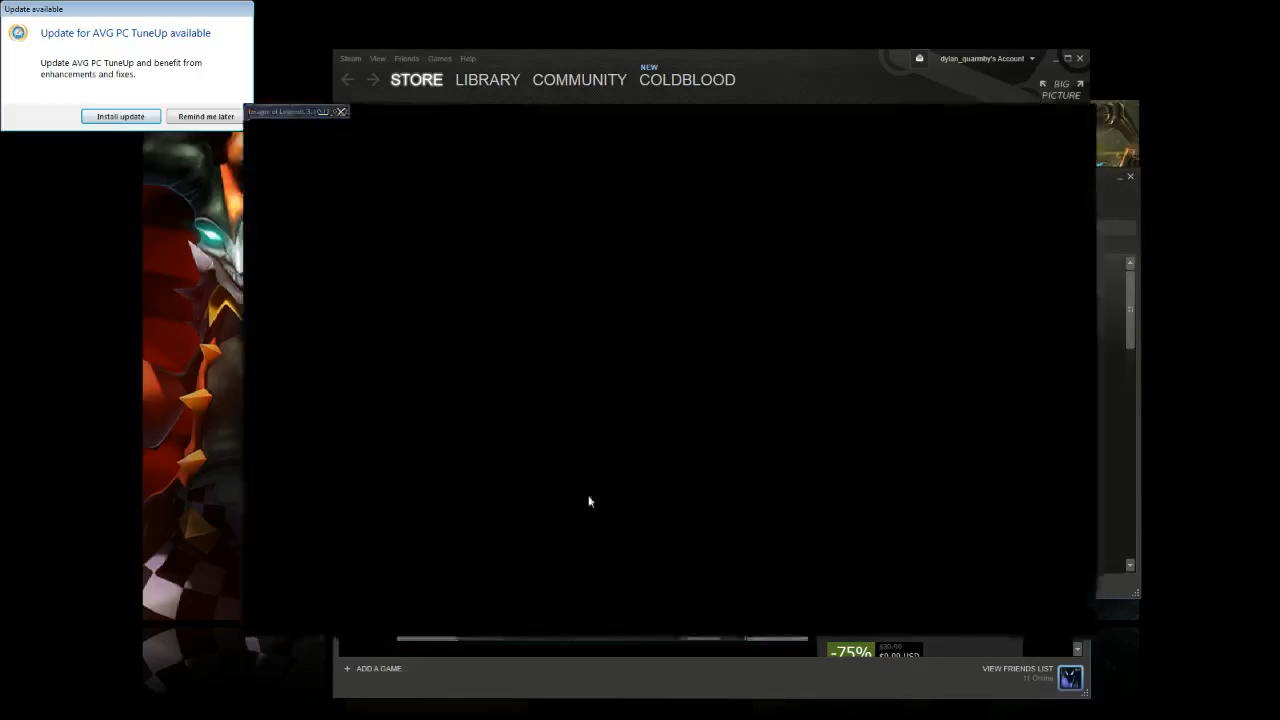 Update available
Update for AVG PC TuneUp available
Update AVG PC TuneUp and benefit from
enhancements and fixes.
Install update
Remind me later
Steam View Friends Games Help
dylan_quarmby's Account
NEW
STORE LIBRARY COMMUNITY COLDBLOOD
BIG
PICTURE
-75%
ADD A GAME
VIEW FRIENDS LIST
11 Online